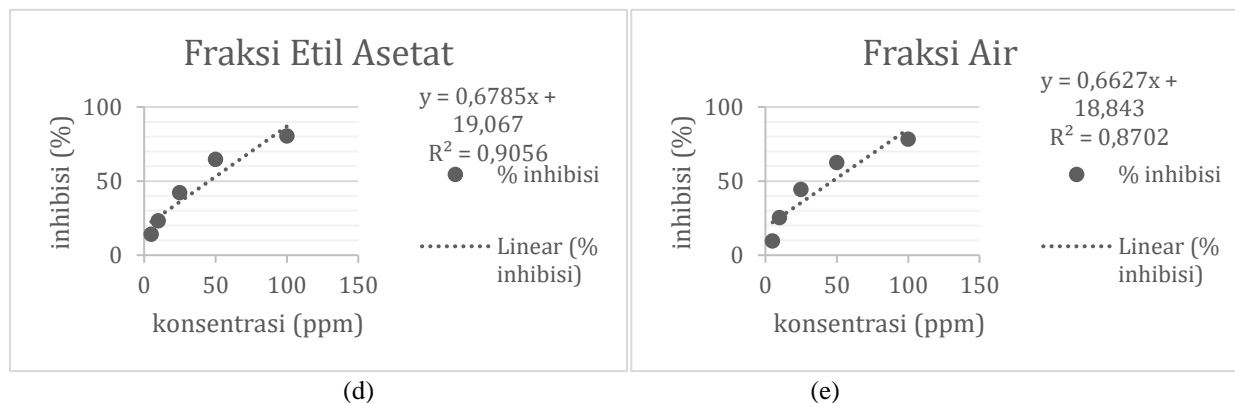 Fraksi Etil Asetat
y = 0,6785x +
19,067
R² = 0,9056
inhibisi (%)
100
50
0
0 50 100 150
konsentrasi (ppm)
% inhibisi
Linear (%
inhibisi)
(d)
Fraksi Air
y = 0,6627x +
18,843
R² = 0,8702
inhibisi (%)
100
50
0
0 50 100 150
konsentrasi (ppm)
% inhibisi
Linear (%
inhibisi)
(e)